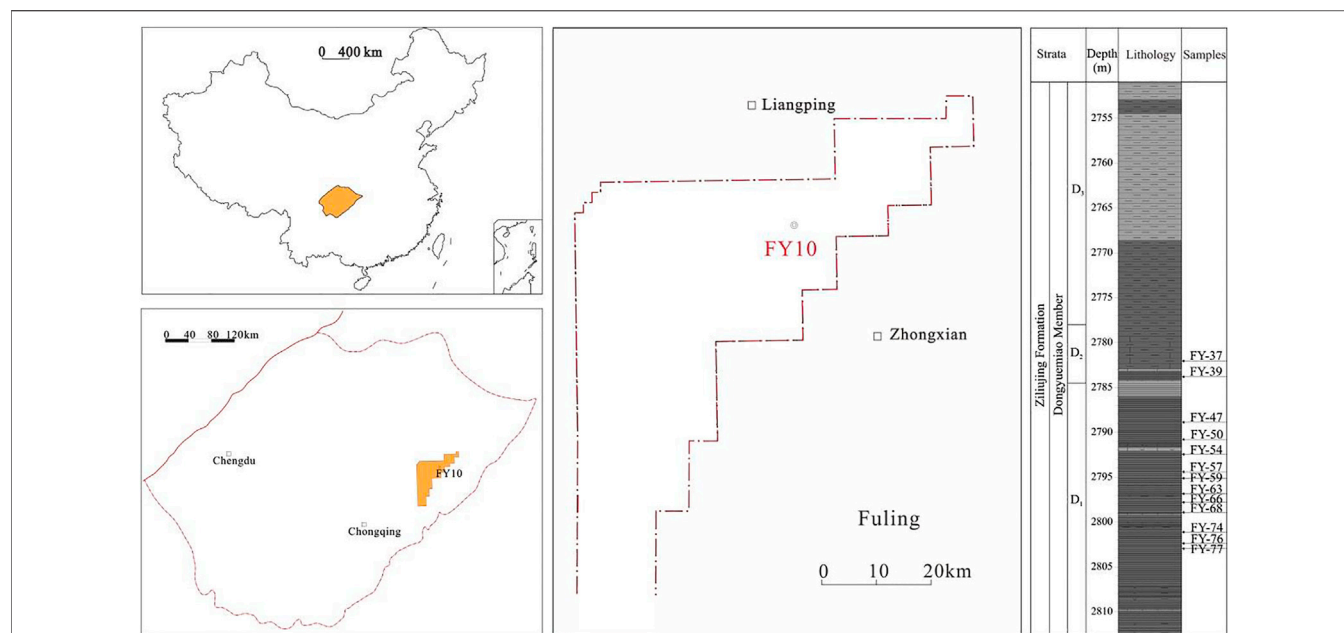 0 400 km
0 40 80 120km
Chengdu
FY10
Chongqing
Liangping
FY10
Zhongxian
Fuling
0 10 20km
Strata Depth (m) Lithology Samples
Ziliujing Formation
Dongyuemiao Member
D3
D2
D1
2755
2760
2765
2770
2775
2780
2785
2790
2795
2800
2805
2810
FY-37
FY-39
FY-47
FY-50
FY-54
FY-57
FY-59
FY-63
FY-66
FY-68
FY-74
FY-76
FY-77